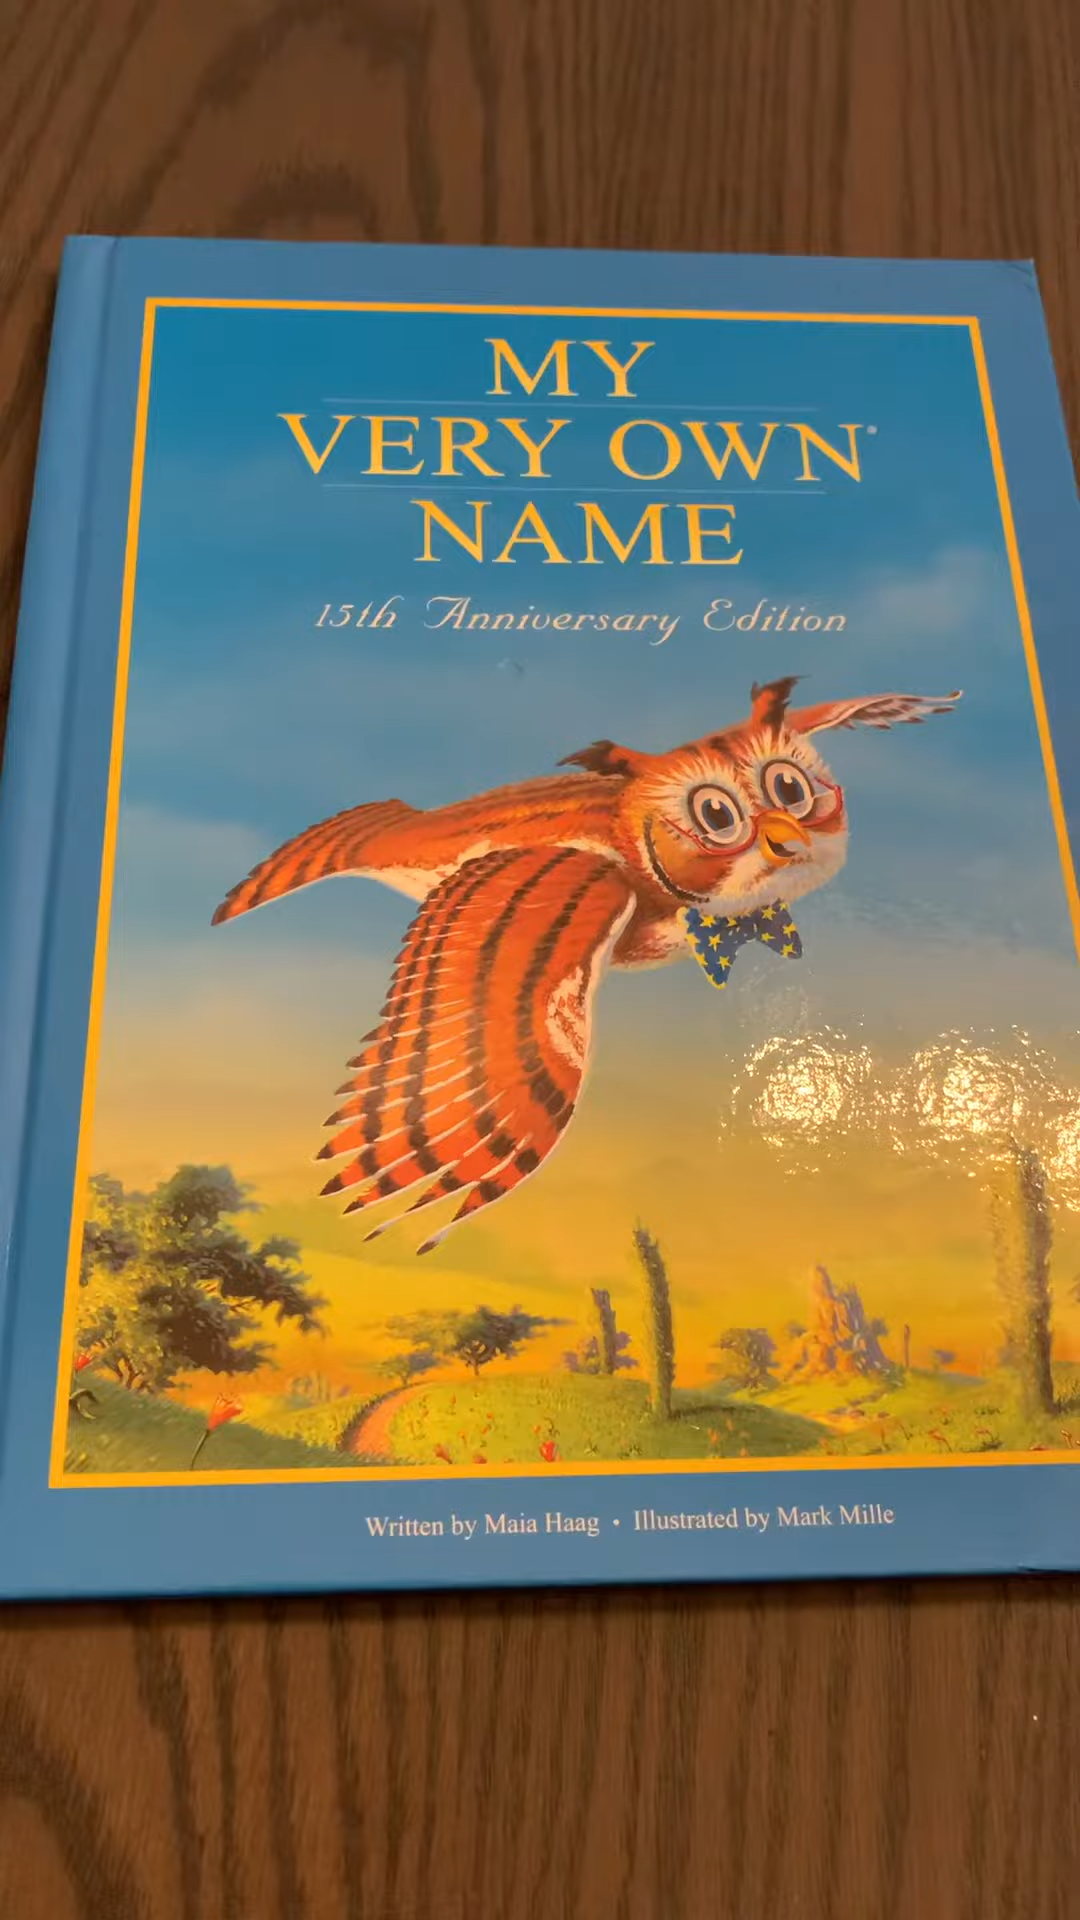 MY
VERY OWN®
NAME
15th Anniversary Edition
Written by Maia Haag • Illustrated by Mark Mille